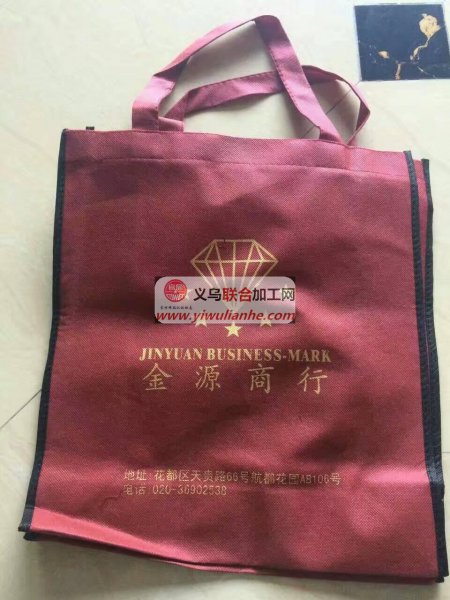 义乌联合加工网
www.yiwulianhe.com
JINYUAN BUSINESS-MARK
金源商行
地址:花都区天贵路66号航都花园AB106号
电话:020-36902538